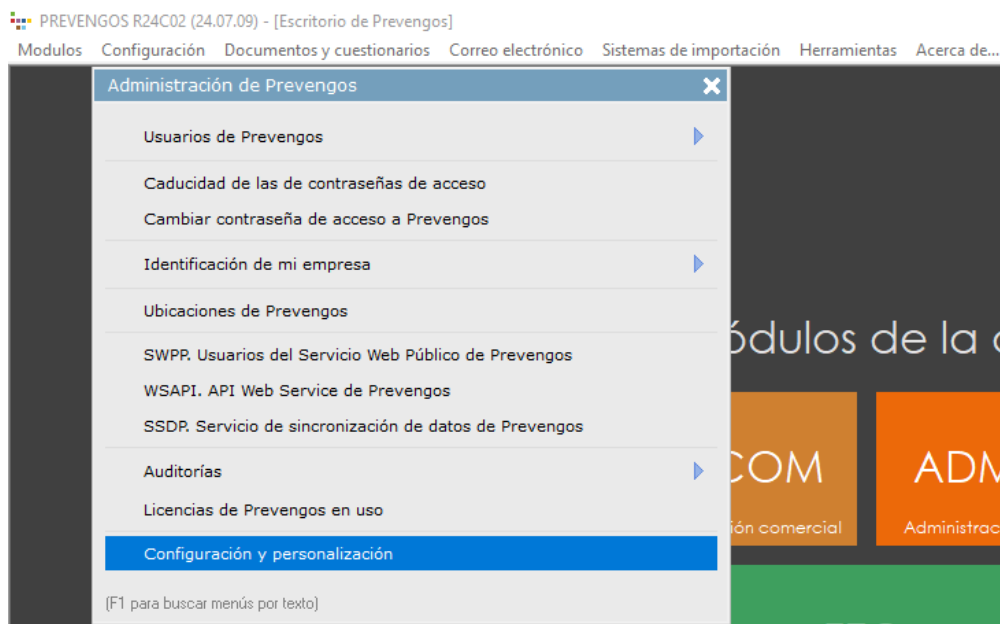 PREVENGOS R24C02 (24.07.09) - [Escritorio de Prevengos]
Modulos Configuración Documentos y cuestionarios Correo electrónico Sistemas de importación Herramientas Acerca de...
Administración de Prevengos
Usuarios de Prevengos
Caducidad de las de contraseñas de acceso
Cambiar contraseña de acceso a Prevengos
Identificación de mi empresa
Ubicaciones de Prevengos
SWPP. Usuarios del Servicio Web Público de Prevengos
WSAPI. API Web Service de Prevengos
SSDP. Servicio de sincronización de datos de Prevengos
Auditorías
Licencias de Prevengos en uso
Configuración y personalización
(F1 para buscar menús por texto)
ódulos de la
COM
ión comercial
ADM
Administrac